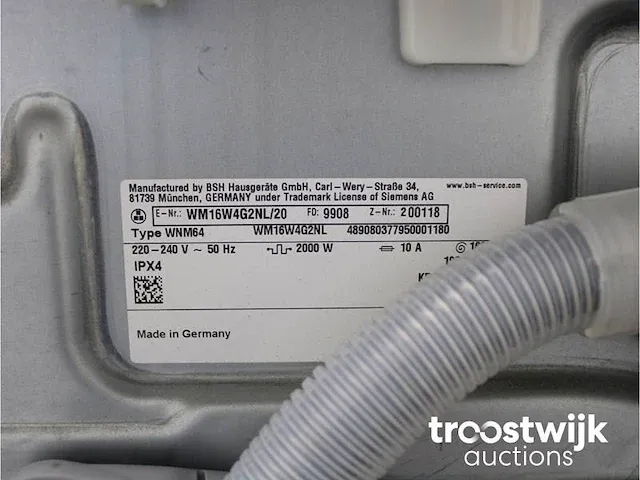 Manufactured by BSH Hausgeräte GmbH, Carl-Wery-Straße 34, www.bsh-service.com
81739 München, GERMANY under Trademark License of Siemens AG
E-Nr.: WM16W4G2NL/20 FD: 9908 Z-Nr.: 200118
Type WNM64 WM16W4G2NL 489080377950001180
220-240 V ~ 50 Hz 2000 W 10 A
IPX4
Made in Germany
troostwijk
auctions